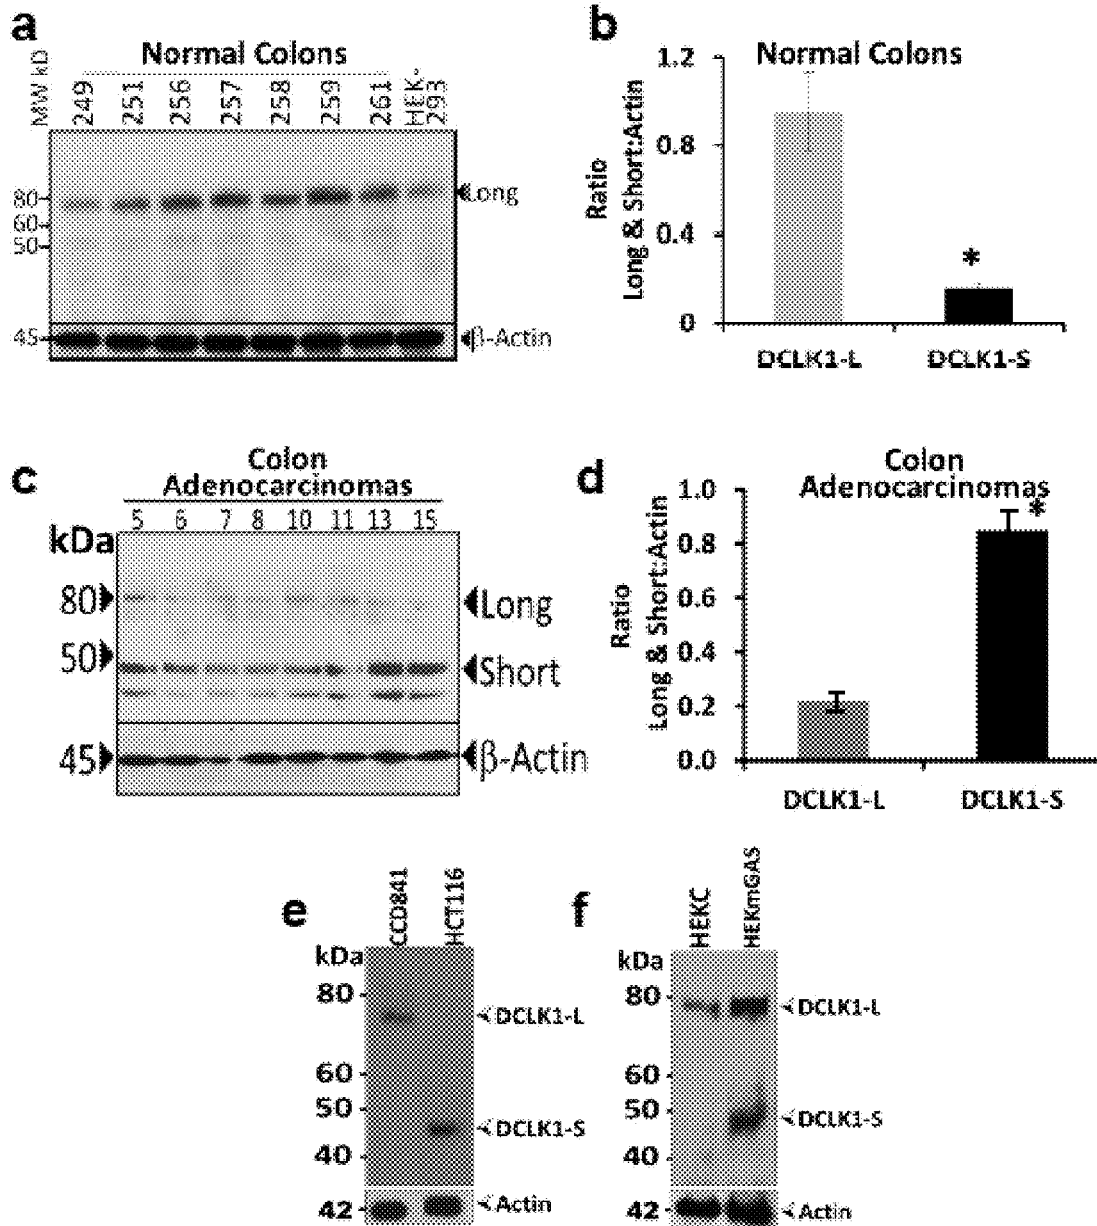 a
Normal Colons
MW kD
249 251 256 257 258 259 261 HEK-293
80
60
50
Long
45
β-Actin
b
Normal Colons
Ratio
Long & Short:Actin
1.2
0.8
0.4
0
*
DCLK1-L DCLK1-S
c
Colon
Adenocarcinomas
5 6 7 8 10 11 13 15
kDa
80 Long
50 Short
45 β-Actin
d
Colon
Adenocarcinomas
Ratio
Long & Short:Actin
1.0
0.8
0.6
0.4
0.2
0.0
*
DCLK1-L DCLK1-S
e
CCD841 HCT116
kDa
80
DCLK1-L
60
50
DCLK1-S
40
42 Actin
f
HEKC HEKmGAS
kDa
80
DCLK1-L
60
50
DCLK1-S
40
42 Actin